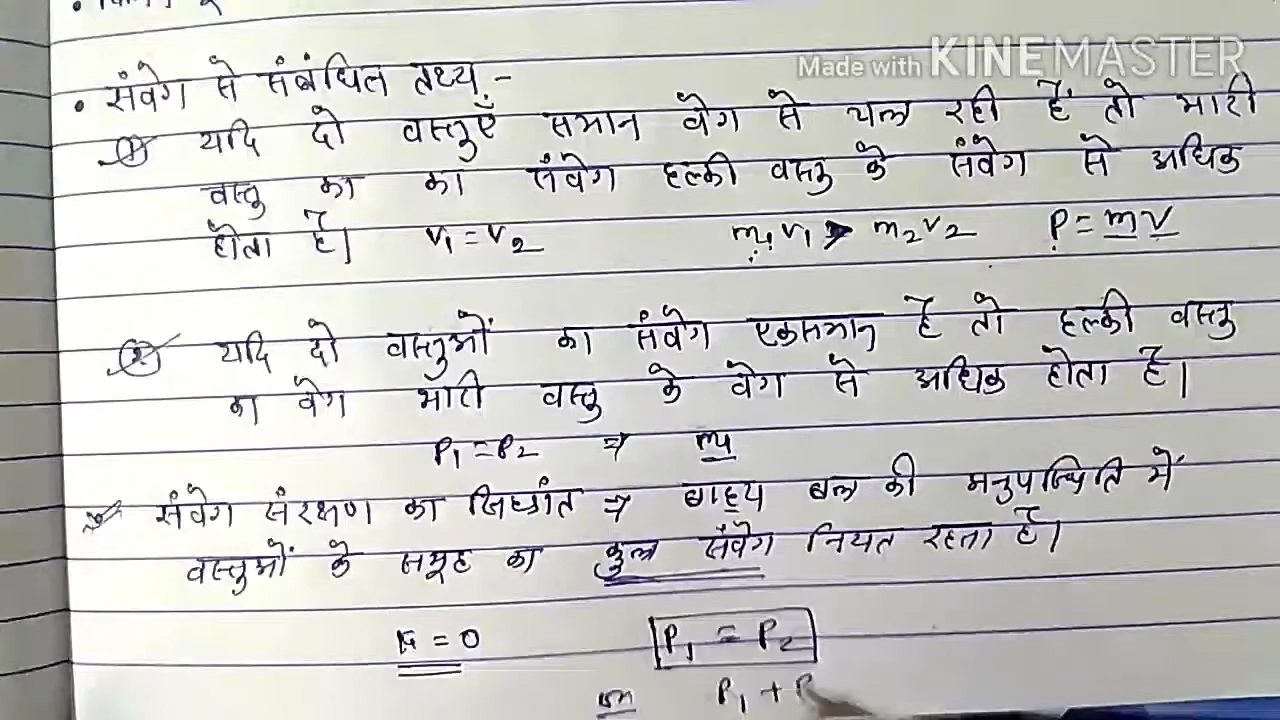 Made with KINEMASTER
• संवेग से संबंधित तथ्य -
① यदि दो वस्तुएँ समान वेग से चल रही हैं तो भारी
वस्तु का का संवेग हल्की वस्तु के संवेग से अधिक
होता है। V₁ = V₂ m₁V₁ > m₂V₂ P = mV
② यदि दो वस्तुओं का संवेग एकसमान है तो हल्की वस्तु
का वेग भारी वस्तु के वेग से अधिक होता है।
P₁ = P₂ ⇒ m₁
संवेग संरक्षण का सिद्धांत ⇒ बाह्य बल की अनुपस्थिति में
वस्तुओं के समूह का कुल संवेग नियत रहता है।
F = 0 P₁ = P₂
P₁ + P